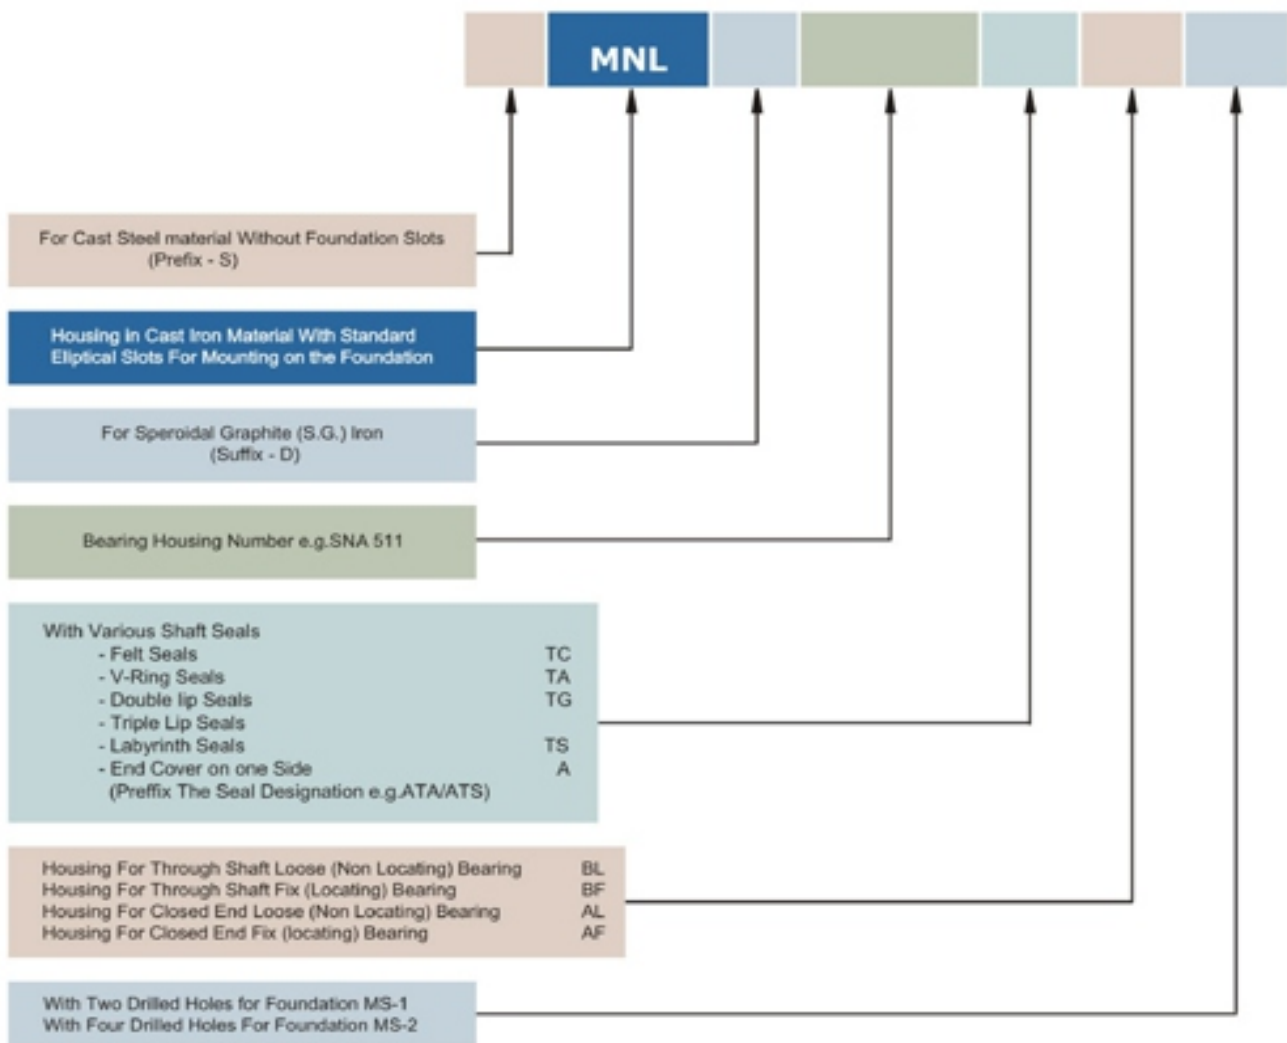 MNL
For Cast Steel material Without Foundation Slots
(Prefix - S)
Housing in Cast Iron Material With Standard
Eliptical Slots For Mounting on the Foundation
For Speroidal Graphite (S.G.) Iron
(Suffix - D)
Bearing Housing Number e.g.SNA 511
With Various Shaft Seals
- Felt Seals TC
- V-Ring Seals TA
- Double lip Seals TG
- Triple Lip Seals
- Labyrinth Seals TS
- End Cover on one Side A
(Preffix The Seal Designation e.g.ATA/ATS)
Housing For Through Shaft Loose (Non Locating) Bearing BL
Housing For Through Shaft Fix (Locating) Bearing BF
Housing For Closed End Loose (Non Locating) Bearing AL
Housing For Closed End Fix (locating) Bearing AF
With Two Drilled Holes for Foundation MS-1
With Four Drilled Holes For Foundation MS-2